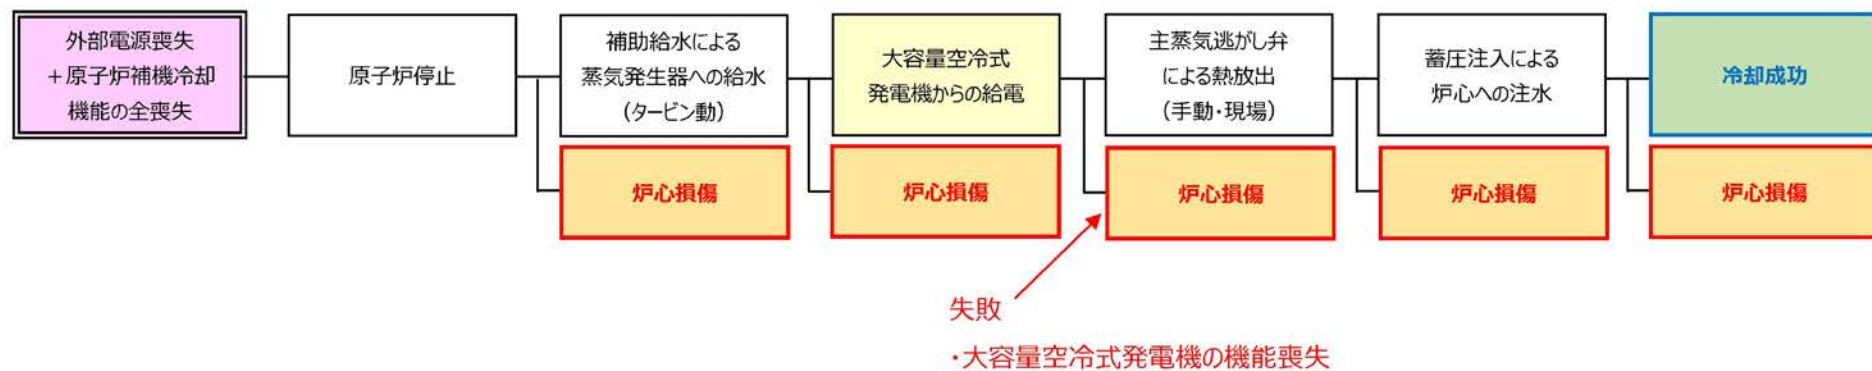 外部電源喪失
＋原子炉補機冷却
機能の全喪失
原子炉停止
補助給水による
蒸気発生器への給水
（タービン動）
大容量空冷式
発電機からの給電
主蒸気逃がし弁
による熱放出
（手動・現場）
蓄圧注入による
炉心への注水
冷却成功
炉心損傷
炉心損傷
炉心損傷
炉心損傷
炉心損傷
失敗
・大容量空冷式発電機の機能喪失